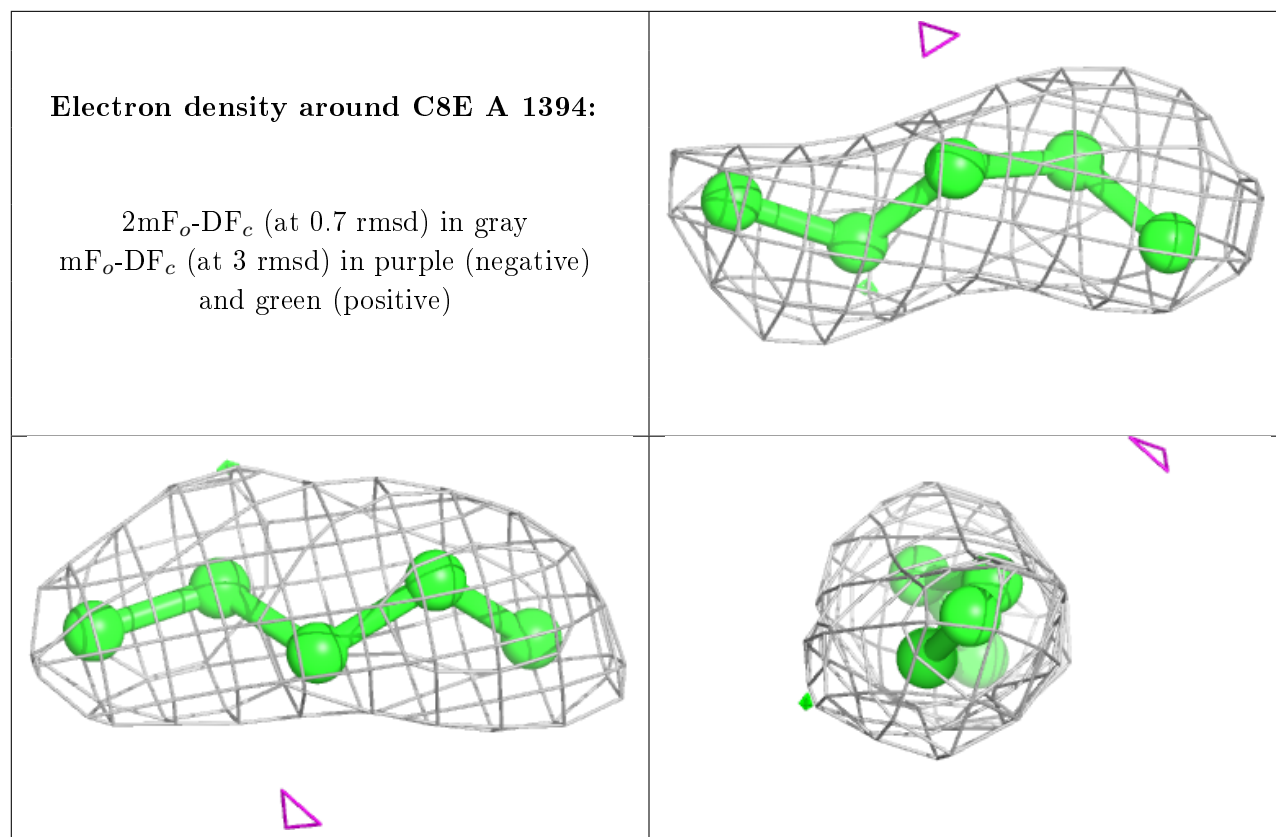 Electron density around C8E A 1394:
2mFₒ-DF𝒸 (at 0.7 rmsd) in gray
mFₒ-DF𝒸 (at 3 rmsd) in purple (negative)
and green (positive)